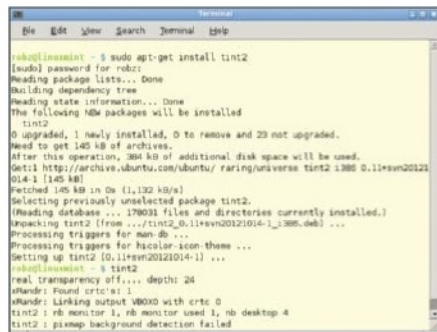 Terminal
File Edit View Search Terminal Help
robz@linuxmint ~ $ sudo apt-get install tint2
[sudo] password for robz:
Reading package lists... Done
Building dependency tree
Reading state information... Done
The following NEW packages will be installed
tint2
0 upgraded, 1 newly installed, 0 to remove and 23 not upgraded.
Need to get 145 kB of archives.
After this operation, 384 kB of additional disk space will be used.
Get:1 http://archive.ubuntu.com/ubuntu/ raring/universe tint2 i386 0.11+svn20121
014-1 [145 kB]
Fetched 145 kB in 0s (1,132 kB/s)
Selecting previously unselected package tint2.
(Reading database ... 178031 files and directories currently installed.)
Unpacking tint2 (from .../tint2_0.11+svn20121014-1_i386.deb) ...
Processing triggers for man-db ...
Processing triggers for hicolor-icon-theme ...
Setting up tint2 (0.11+svn20121014-1) ...
robz@linuxmint ~ $ tint2
real transparency off.... depth: 24
xRandr: Found crtc's: 1
xRandr: Linking output VBOX0 with crtc 0
tint2 : nb monitor 1, nb monitor used 1, nb desktop 4
tint2 : pixmap background detection failed